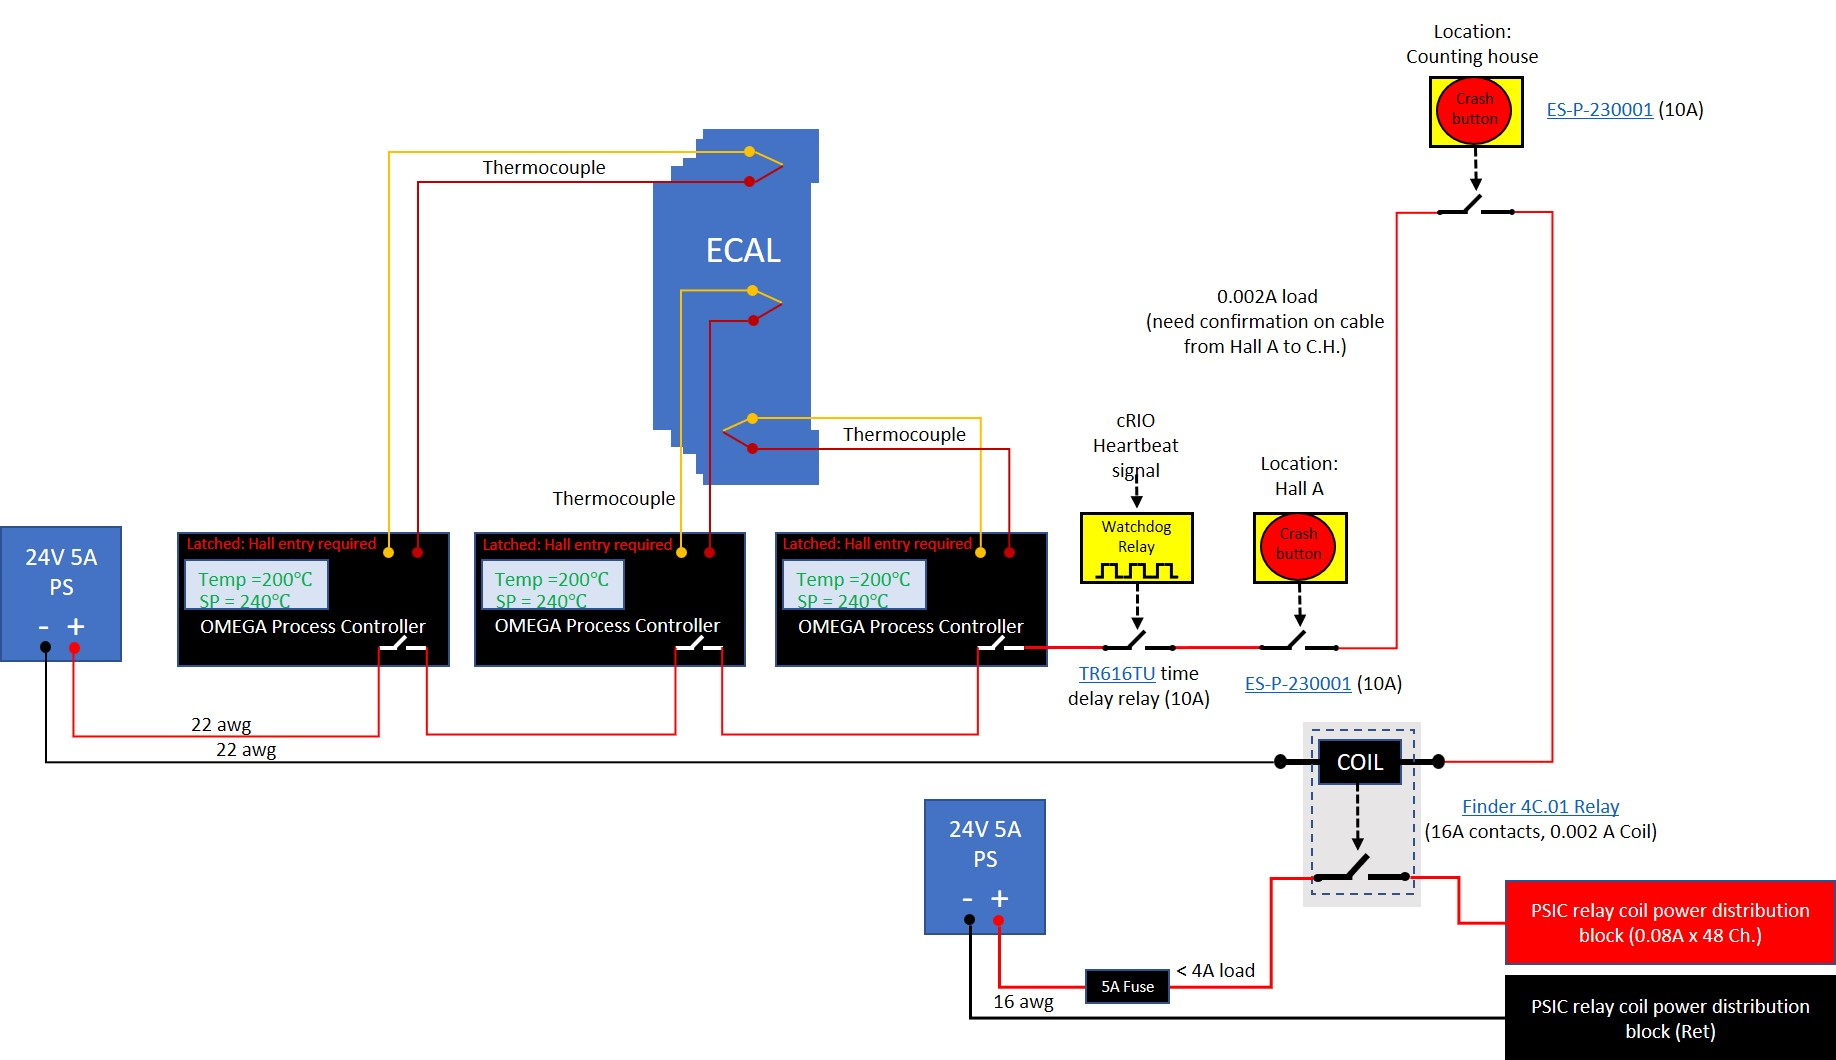 Location:
Counting house
Crash
button
ES-P-230001 (10A)
Thermocouple
ECAL
0.002A load
(need confirmation on cable
from Hall A to C.H.)
cRIO
Heartbeat
signal
Thermocouple
Location:
Hall A
Thermocouple
24V 5A
PS
- +
Latched: Hall entry required
Temp =200°C
SP = 240°C
OMEGA Process Controller
Latched: Hall entry required
Temp =200°C
SP = 240°C
OMEGA Process Controller
Latched: Hall entry required
Temp =200°C
SP = 240°C
OMEGA Process Controller
Watchdog
Relay
Crash
button
TR616TU time
delay relay (10A)
ES-P-230001 (10A)
22 awg
22 awg
COIL
Finder 4C.01 Relay
(16A contacts, 0.002 A Coil)
24V 5A
PS
- +
5A Fuse
< 4A load
16 awg
PSIC relay coil power distribution
block (0.08A x 48 Ch.)
PSIC relay coil power distribution
block (Ret)